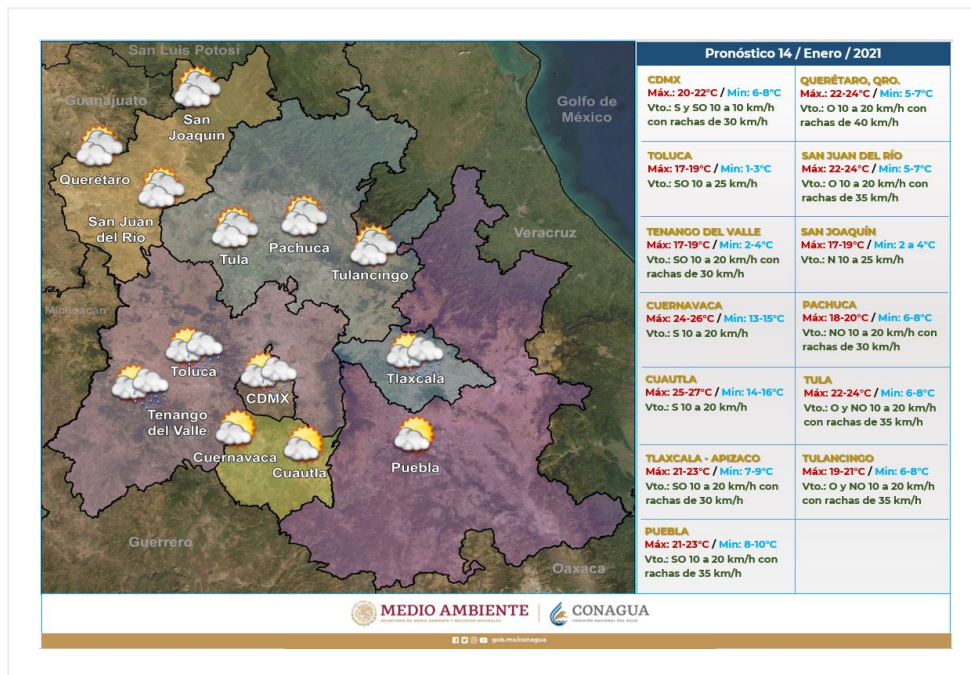 San Luis Potosí
Guanajuato
San
Joaquín
Golfo de
México
Querétaro
San Juan
del Río
Tula
Pachuca
Tulancingo
Veracruz
Michoacán
Toluca
Tlaxcala
CDMX
Tenango
del Valle
Cuernavaca
Cuautla
Puebla
Guerrero
Oaxaca
Pronóstico 14 / Enero / 2021
CDMX
Máx.: 20-22°C / Min: 6-8°C
Vto.: S y SO 10 a 10 km/h
con rachas de 30 km/h
QUERÉTARO, QRO.
Máx.: 22-24°C / Min: 5-7°C
Vto.: O 10 a 20 km/h con
rachas de 40 km/h
TOLUCA
Máx: 17-19°C / Min: 1-3°C
Vto.: SO 10 a 25 km/h
SAN JUAN DEL RÍO
Máx: 22-24°C / Min: 5-7°C
Vto.: O 10 a 20 km/h con
rachas de 35 km/h
TENANGO DEL VALLE
Máx: 17-19°C / Min: 2-4°C
Vto.: SO 10 a 20 km/h con
rachas de 30 km/h
SAN JOAQUÍN
Máx: 17-19°C / Min: 2 a 4°C
Vto.: N 10 a 25 km/h
CUERNAVACA
Máx: 24-26°C / Min: 13-15°C
Vto.: S 10 a 20 km/h
PACHUCA
Máx: 18-20°C / Min: 6-8°C
Vto.: NO 10 a 20 km/h con
rachas de 30 km/h
CUAUTLA
Máx: 25-27°C / Min: 14-16°C
Vto.: S 10 a 20 km/h
TULA
Máx: 22-24°C / Min: 6-8°C
Vto.: O y NO 10 a 20 km/h
con rachas de 35 km/h
TLAXCALA - APIZACO
Máx: 21-23°C / Min: 7-9°C
Vto.: SO 10 a 20 km/h con
rachas de 30 km/h
TULANCINGO
Máx: 19-21°C / Min: 6-8°C
Vto.: O y NO 10 a 20 km/h
con rachas de 35 km/h
PUEBLA
Máx: 21-23°C / Min: 8-10°C
Vto.: SO 10 a 20 km/h con
rachas de 35 km/h
MEDIO AMBIENTE
SECRETARÍA DE MEDIO AMBIENTE Y RECURSOS NATURALES
CONAGUA
COMISIÓN NACIONAL DEL AGUA
gob.mx/conagua